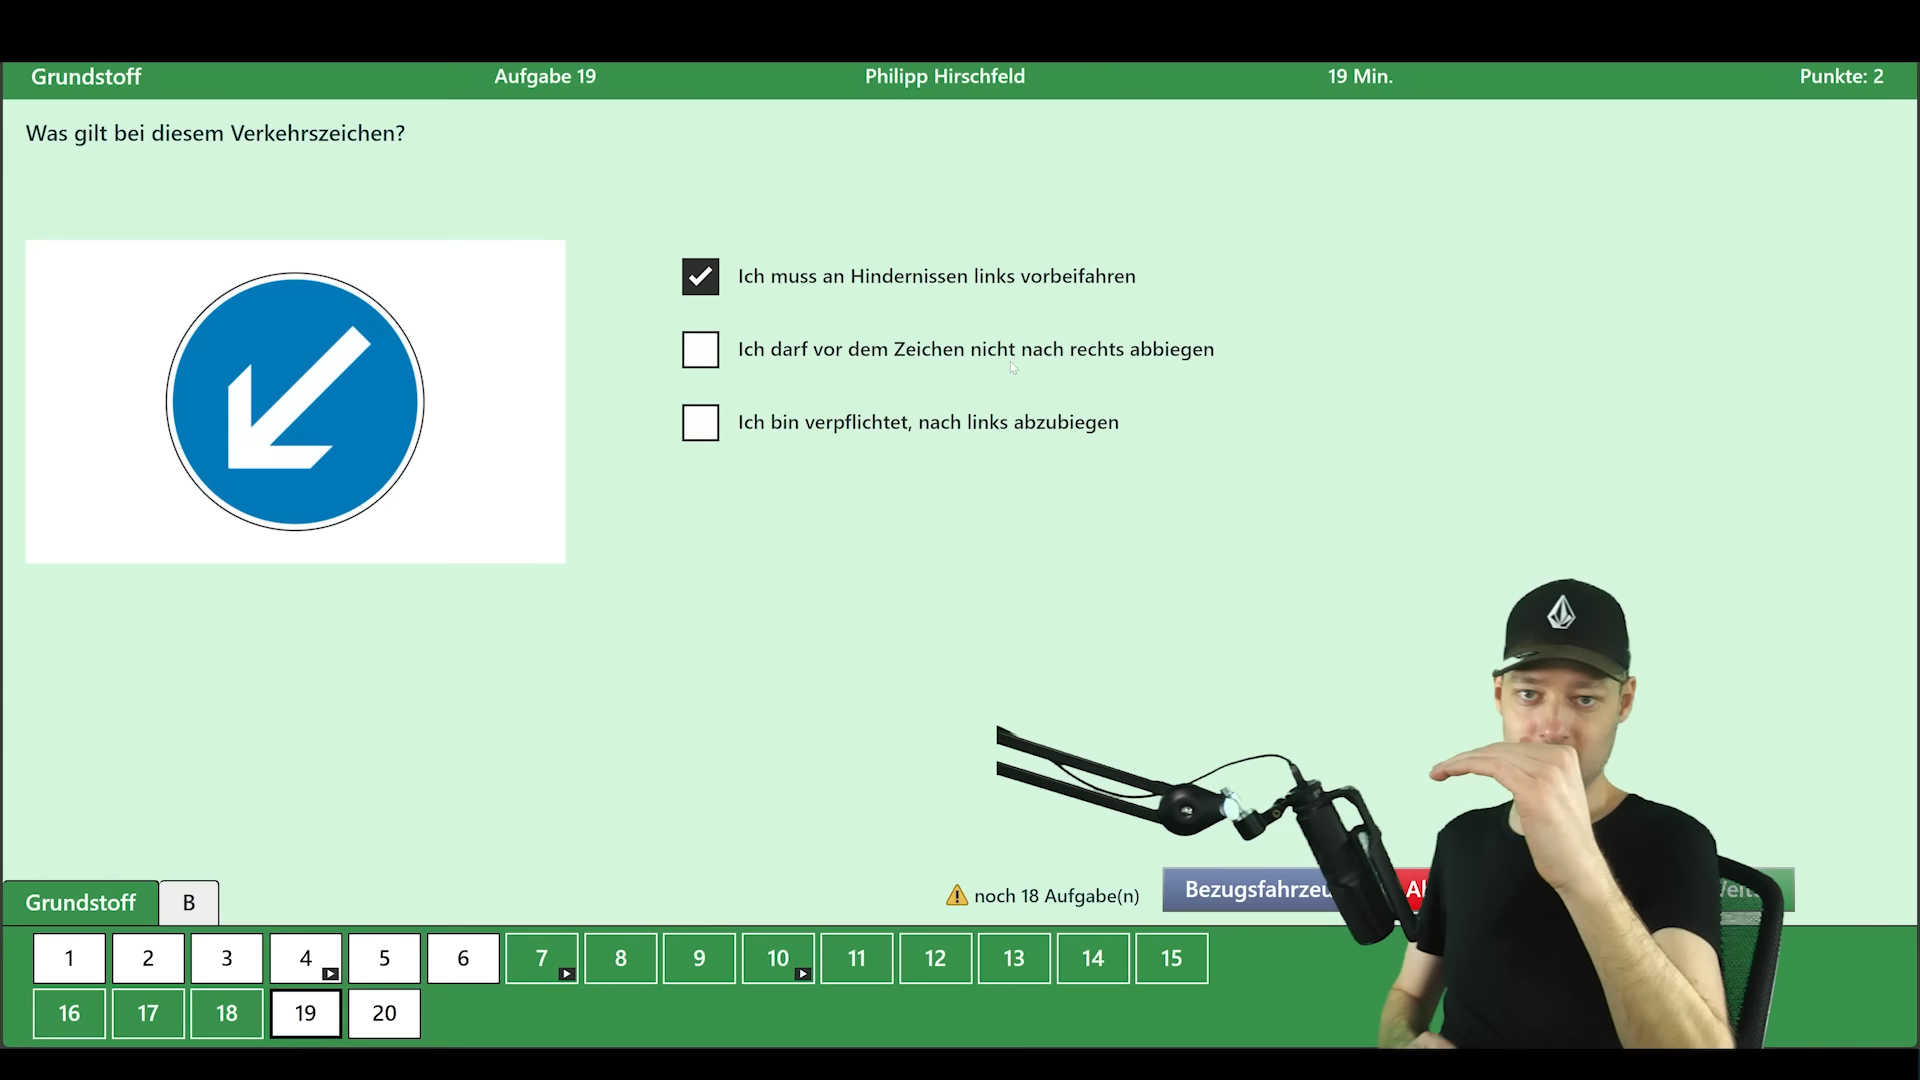 Grundstoff Aufgabe 19 Philipp Hirschfeld 19 Min. Punkte: 2
Was gilt bei diesem Verkehrszeichen?
Ich muss an Hindernissen links vorbeifahren
Ich darf vor dem Zeichen nicht nach rechts abbiegen
Ich bin verpflichtet, nach links abzubiegen
noch 18 Aufgabe(n)
Grundstoff B
1 2 3 4 5 6 7 8 9 10 11 12 13 14 15
16 17 18 19 20